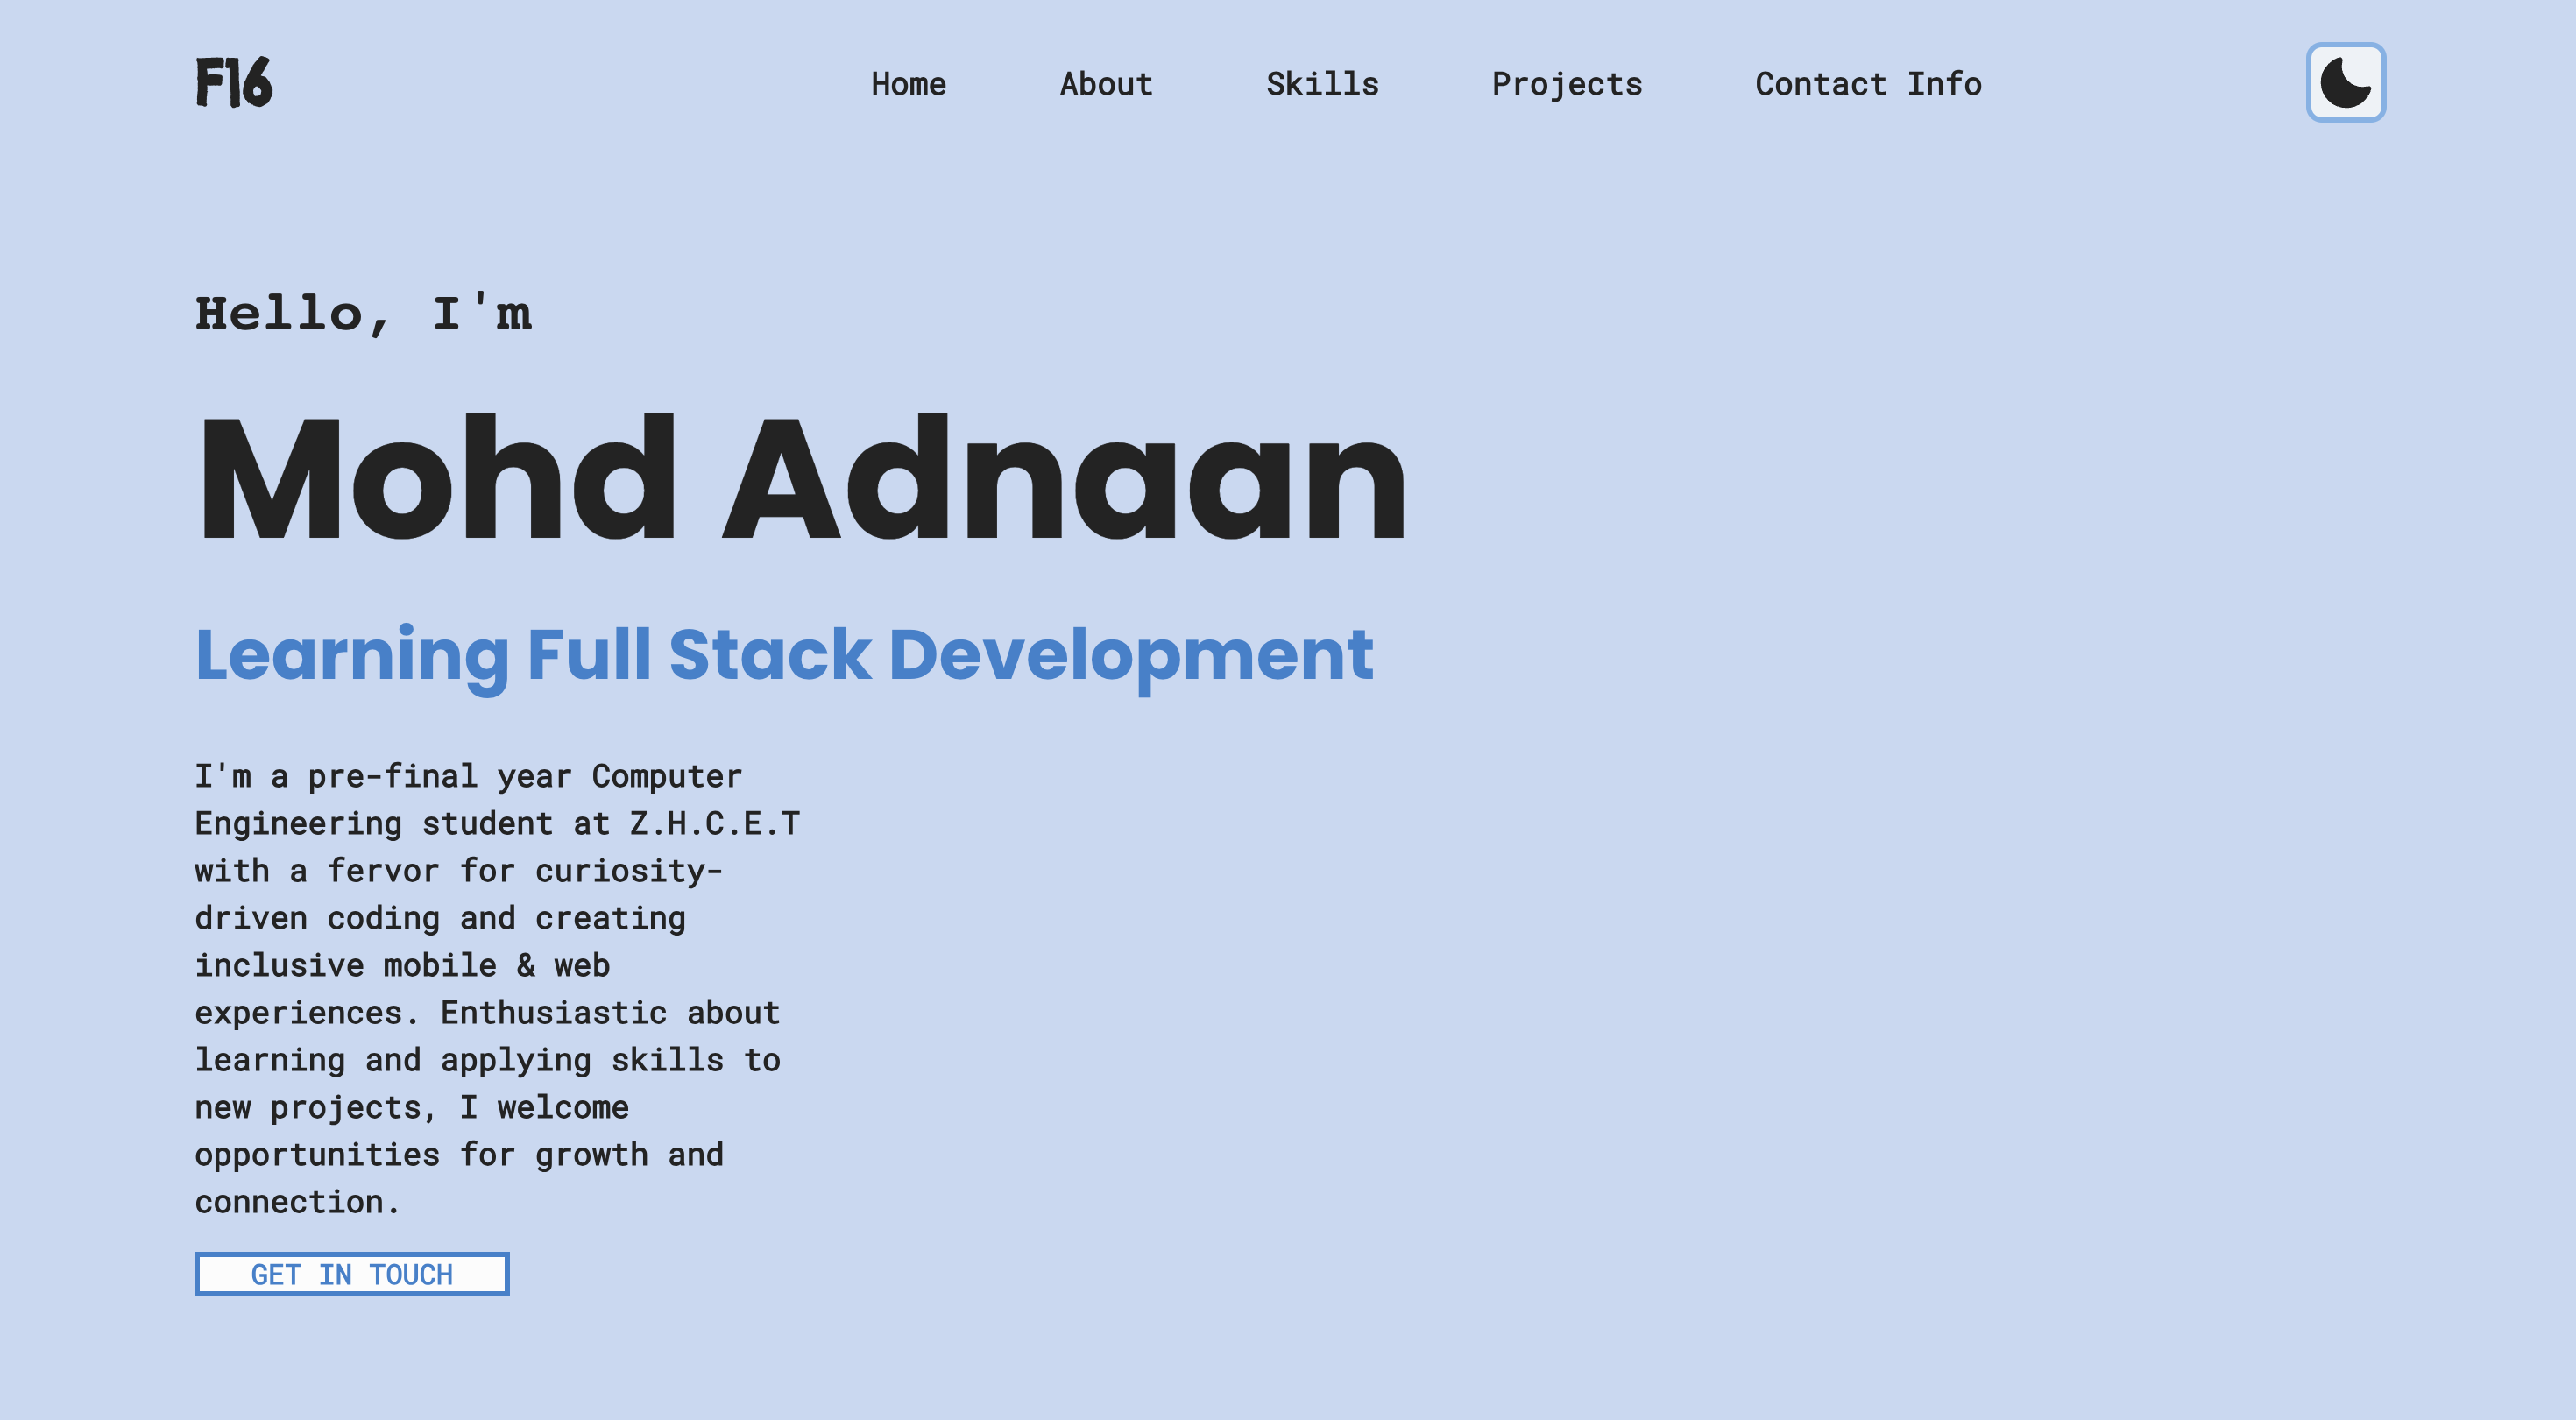 F16
Home About Skills Projects Contact Info
Hello, I'm
Mohd Adnaan
Learning Full Stack Development
I'm a pre-final year Computer
Engineering student at Z.H.C.E.T
with a fervor for curiosity-
driven coding and creating
inclusive mobile & web
experiences. Enthusiastic about
learning and applying skills to
new projects, I welcome
opportunities for growth and
connection.
GET IN TOUCH